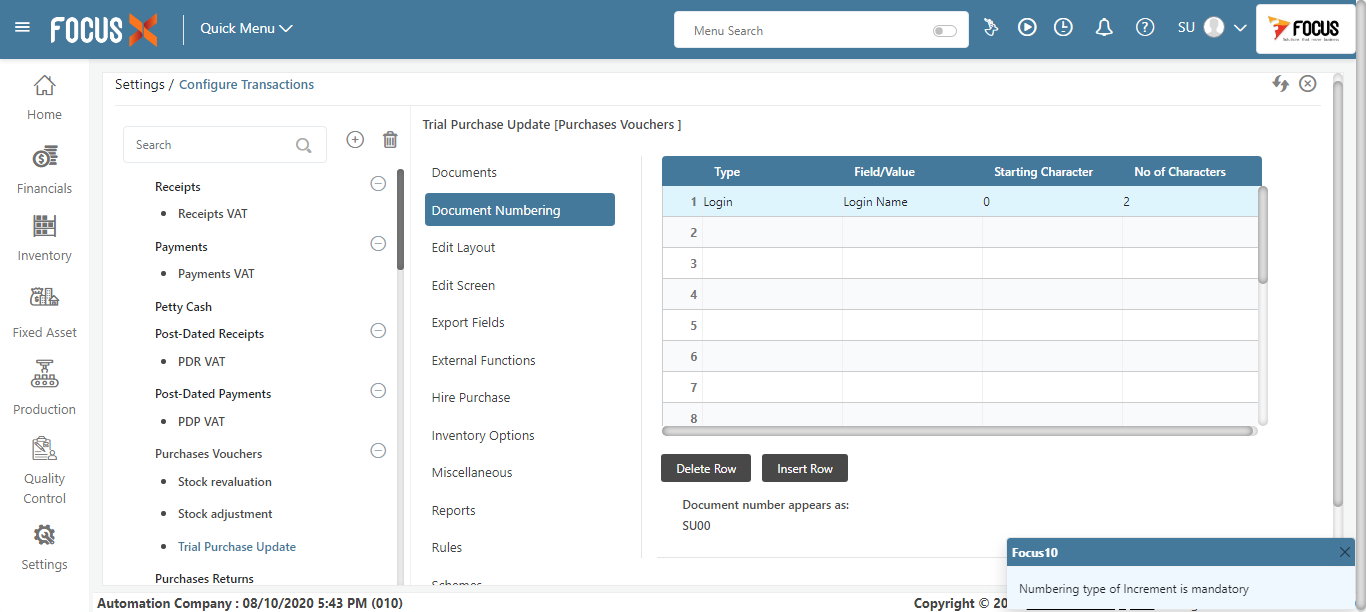 FOCUS X
Quick Menu
Menu Search
SU
FOCUS
Home
Financials
Inventory
Fixed Asset
Production
Quality
Control
Settings
Settings / Configure Transactions
Search
Receipts
Receipts VAT
Payments
Payments VAT
Petty Cash
Post-Dated Receipts
PDR VAT
Post-Dated Payments
PDP VAT
Purchases Vouchers
Stock revaluation
Stock adjustment
Trial Purchase Update
Purchases Returns
Trial Purchase Update [Purchases Vouchers ]
Documents
Document Numbering
Edit Layout
Edit Screen
Export Fields
External Functions
Hire Purchase
Inventory Options
Miscellaneous
Reports
Rules
Schemes
Type Field/Value Starting Character No of Characters
1 Login Login Name 0 2
2
3
4
5
6
7
8
Delete Row Insert Row
Document number appears as:
SU00
Focus10
Numbering type of Increment is mandatory
Automation Company : 08/10/2020 5:43 PM (010)
Copyright © 20